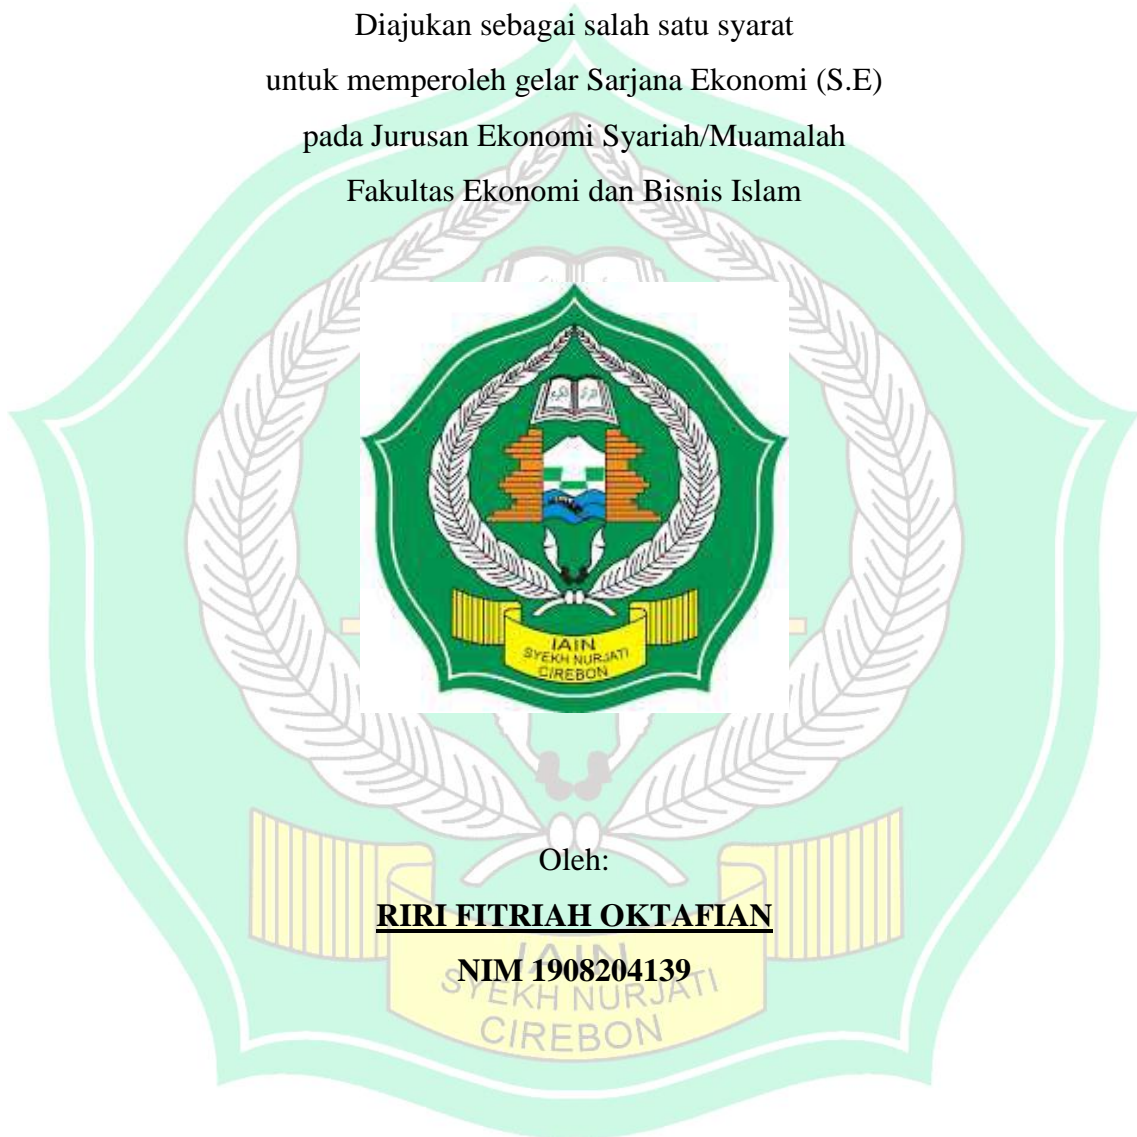 Diajukan sebagai salah satu syarat
untuk memperoleh gelar Sarjana Ekonomi (S.E)
pada Jurusan Ekonomi Syariah/Muamalah
Fakultas Ekonomi dan Bisnis Islam
IAIN
SYEKH NURJATI
CIREBON
Oleh:
RIRI FITRIAH OKTAFIAN
NIM 1908204139
IAIN
SYEKH NURJATI
CIREBON